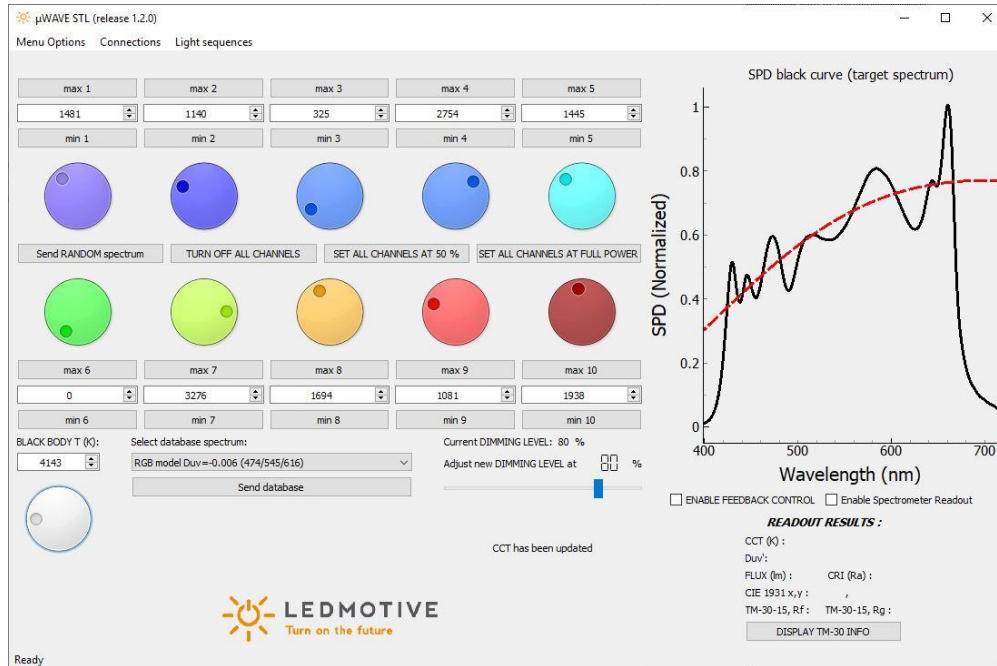 µWAVE STL (release 1.2.0)
Menu Options Connections Light sequences
max 1 max 2 max 3 max 4 max 5
1481 1140 325 2754 1445
min 1 min 2 min 3 min 4 min 5
Send RANDOM spectrum TURN OFF ALL CHANNELS SET ALL CHANNELS AT 50 % SET ALL CHANNELS AT FULL POWER
max 6 max 7 max 8 max 9 max 10
0 3276 1694 1081 1938
min 6 min 7 min 8 min 9 min 10
BLACK BODY T (K): Select database spectrum: Current DIMMING LEVEL: 80 %
4143 RGB model Duv=-0.006 (474/545/616) Adjust new DIMMING LEVEL at 80 %
Send database
CCT has been updated
LEDMOTIVE
Turn on the future
Ready
SPD black curve (target spectrum)
SPD (Normalized)
1
0.8
0.6
0.4
0.2
0
400 500 600 700
Wavelength (nm)
ENABLE FEEDBACK CONTROL Enable Spectrometer Readout
READOUT RESULTS :
CCT (K) :
Duv':
FLUX (lm) : CRI (Ra) :
CIE 1931 x,y : ,
TM-30-15, Rf : TM-30-15, Rg :
DISPLAY TM-30 INFO